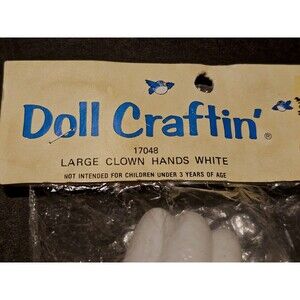 Doll Craftin'®
17048
LARGE CLOWN HANDS WHITE
NOT INTENDED FOR CHILDREN UNDER 3 YEARS OF AGE